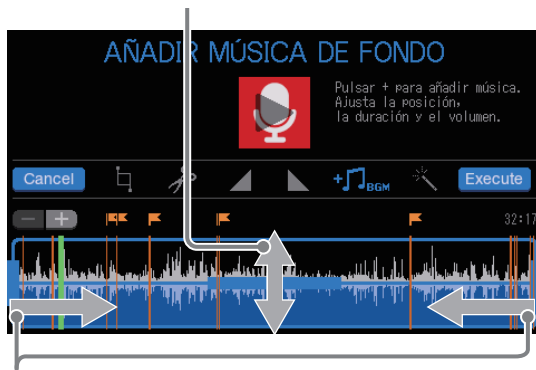 AÑADIR MÚSICA DE FONDO
Pulsar + para añadir música.
Ajusta la posición,
la duración y el volumen.
Cancel
+ BGM
Execute
- +
32:17